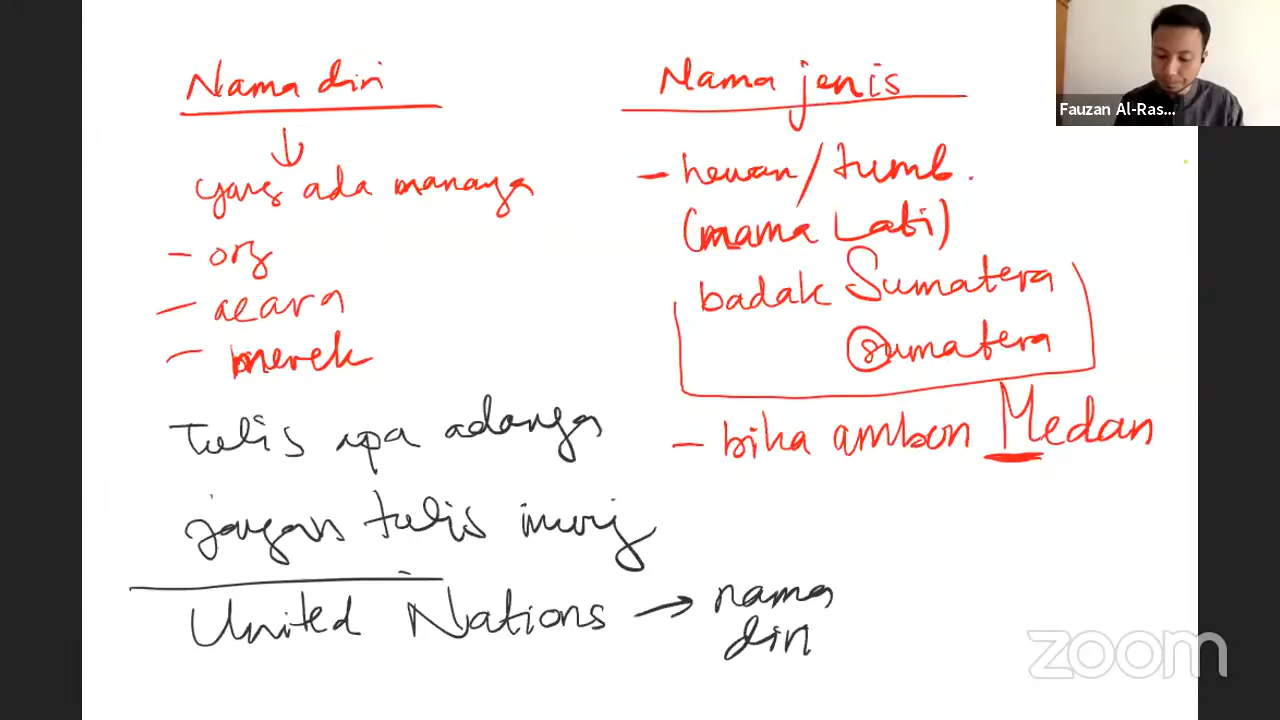 Nama diri
yang ada mananya
- org
- acara
- merek
tulis apa adanya
jangan tulis miring
United Nations → nama
diri
Nama jenis
- hewan/tumb.
(nama Latin)
badak Sumatera
sumatera
- bika ambon Medan
Fauzan Al-Ras...
zoom